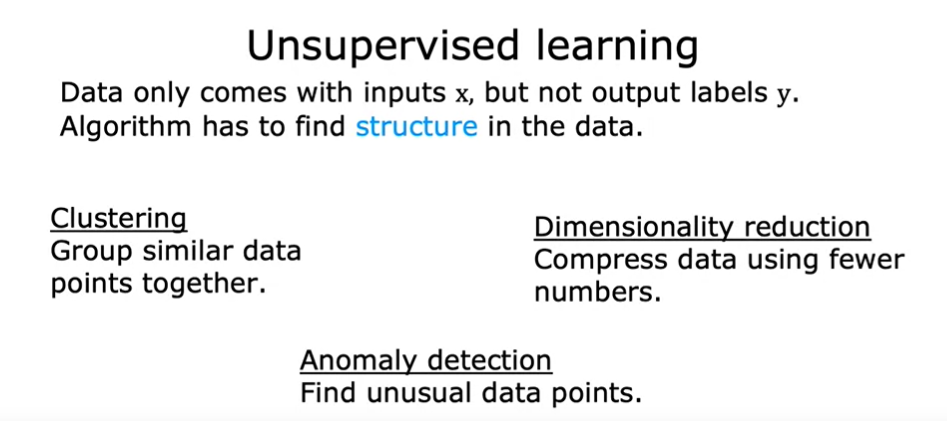 Unsupervised learning
Data only comes with inputs x, but not output labels y.
Algorithm has to find structure in the data.
Clustering
Group similar data
points together.
Dimensionality reduction
Compress data using fewer
numbers.
Anomaly detection
Find unusual data points.